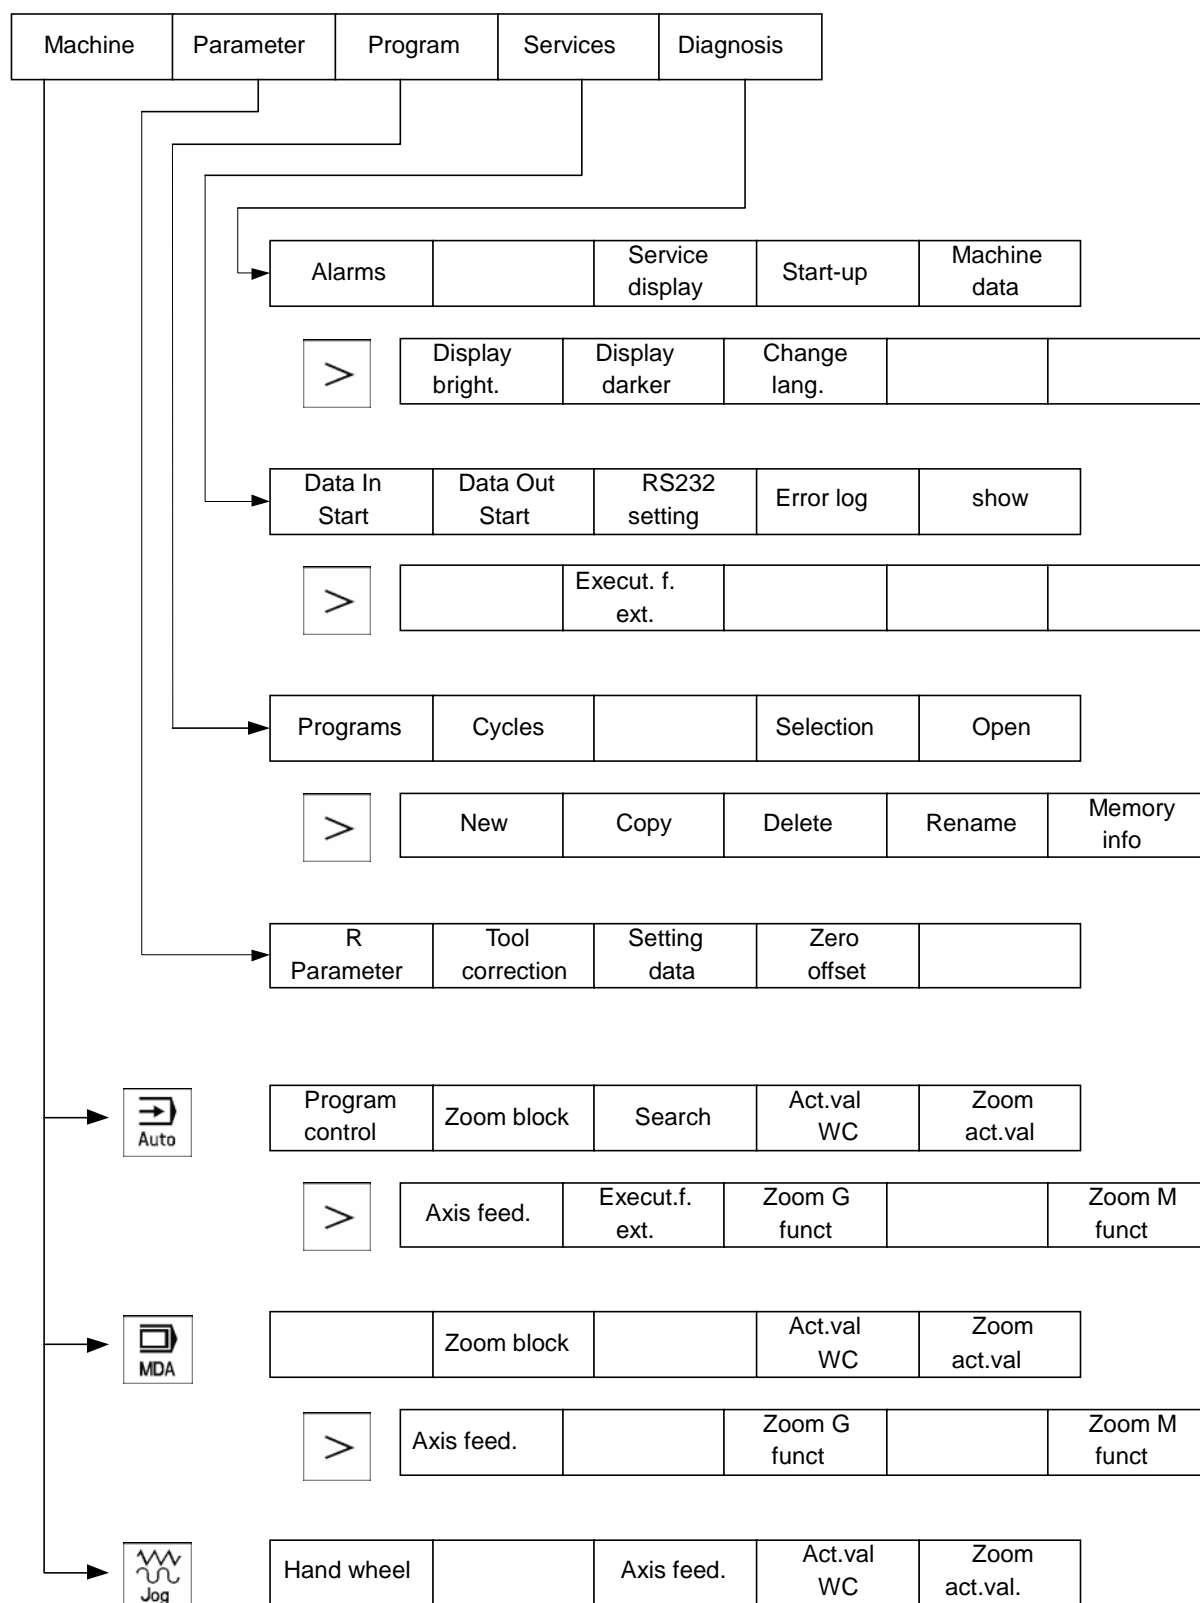 Machine Parameter Program Services Diagnosis
Alarms
Service
display
Start-up
Machine
data
>
Display
bright.
Display
darker
Change
lang.
Data In
Start
Data Out
Start
RS232
setting
Error log
show
>
Execut. f.
ext.
Programs
Cycles
Selection
Open
>
New
Copy
Delete
Rename
Memory
info
R
Parameter
Tool
correction
Setting
data
Zero
offset
Auto
Program
control
Zoom block
Search
Act.val
WC
Zoom
act.val
>
Axis feed.
Execut.f.
ext.
Zoom G
funct
Zoom M
funct
MDA
Zoom block
Act.val
WC
Zoom
act.val
>
Axis feed.
Zoom G
funct
Zoom M
funct
Jog
Hand wheel
Axis feed.
Act.val
WC
Zoom
act.val.